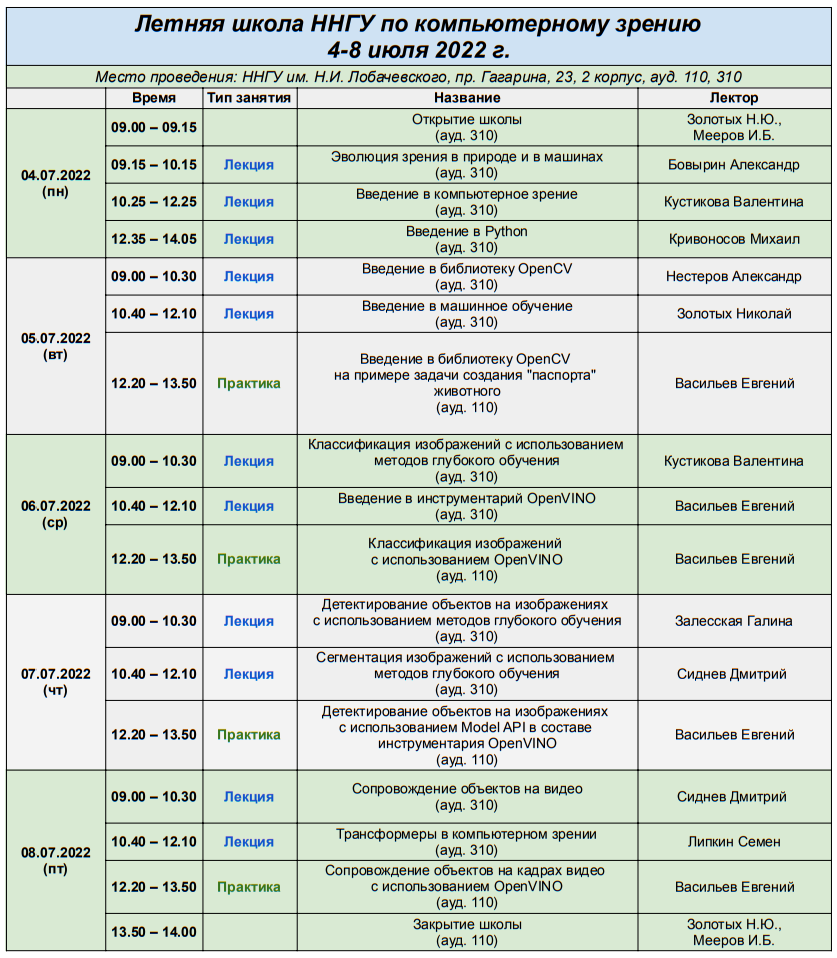 Летняя школа ННГУ по компьютерному зрению
4-8 июля 2022 г.
Место проведения: ННГУ им. Н.И. Лобачевского, пр. Гагарина, 23, 2 корпус, ауд. 110, 310
Время Тип занятия Название Лектор
04.07.2022
(пн)
09.00 – 09.15
Открытие школы
(ауд. 310)
Золотых Н.Ю.,
Мееров И.Б.
09.15 – 10.15 Лекция
Эволюция зрения в природе и в машинах
(ауд. 310)
Бовырин Александр
10.25 – 12.25 Лекция
Введение в компьютерное зрение
(ауд. 310)
Кустикова Валентина
12.35 – 14.05 Лекция
Введение в Python
(ауд. 310)
Кривоносов Михаил
05.07.2022
(вт)
09.00 – 10.30 Лекция
Введение в библиотеку OpenCV
(ауд. 310)
Нестеров Александр
10.40 – 12.10 Лекция
Введение в машинное обучение
(ауд. 310)
Золотых Николай
12.20 – 13.50 Практика
Введение в библиотеку OpenCV
на примере задачи создания "паспорта"
животного
(ауд. 110)
Васильев Евгений
06.07.2022
(ср)
09.00 – 10.30 Лекция
Классификация изображений с использованием
методов глубокого обучения
(ауд. 310)
Кустикова Валентина
10.40 – 12.10 Лекция
Введение в инструментарий OpenVINO
(ауд. 310)
Васильев Евгений
12.20 – 13.50 Практика
Классификация изображений
с использованием OpenVINO
(ауд. 110)
Васильев Евгений
07.07.2022
(чт)
09.00 – 10.30 Лекция
Детектирование объектов на изображениях
с использованием методов глубокого обучения
(ауд. 310)
Залесская Галина
10.40 – 12.10 Лекция
Сегментация изображений с использованием
методов глубокого обучения
(ауд. 310)
Сиднев Дмитрий
12.20 – 13.50 Практика
Детектирование объектов на изображениях
с использованием Model API в составе
инструментария OpenVINO
(ауд. 110)
Васильев Евгений
08.07.2022
(пт)
09.00 – 10.30 Лекция
Сопровождение объектов на видео
(ауд. 310)
Сиднев Дмитрий
10.40 – 12.10 Лекция
Трансформеры в компьютерном зрении
(ауд. 310)
Липкин Семен
12.20 – 13.50 Практика
Сопровождение объектов на кадрах видео
с использованием OpenVINO
(ауд. 110)
Васильев Евгений
13.50 – 14.00
Закрытие школы
(ауд. 110)
Золотых Н.Ю.,
Мееров И.Б.